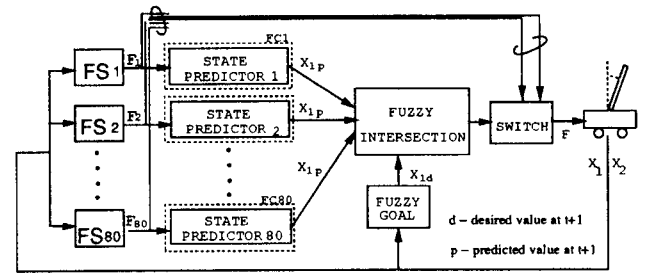 FC1
FS1
F1
STATE
PREDICTOR 1
X1p
FS2
F2
STATE
PREDICTOR 2
X1p
FUZZY
INTERSECTION
SWITCH
F
X1 X2
X1p
X1d
FC80
FS80
F80
STATE
PREDICTOR 80
FUZZY
GOAL
d – desired value at t+1
p – predicted value at t+1